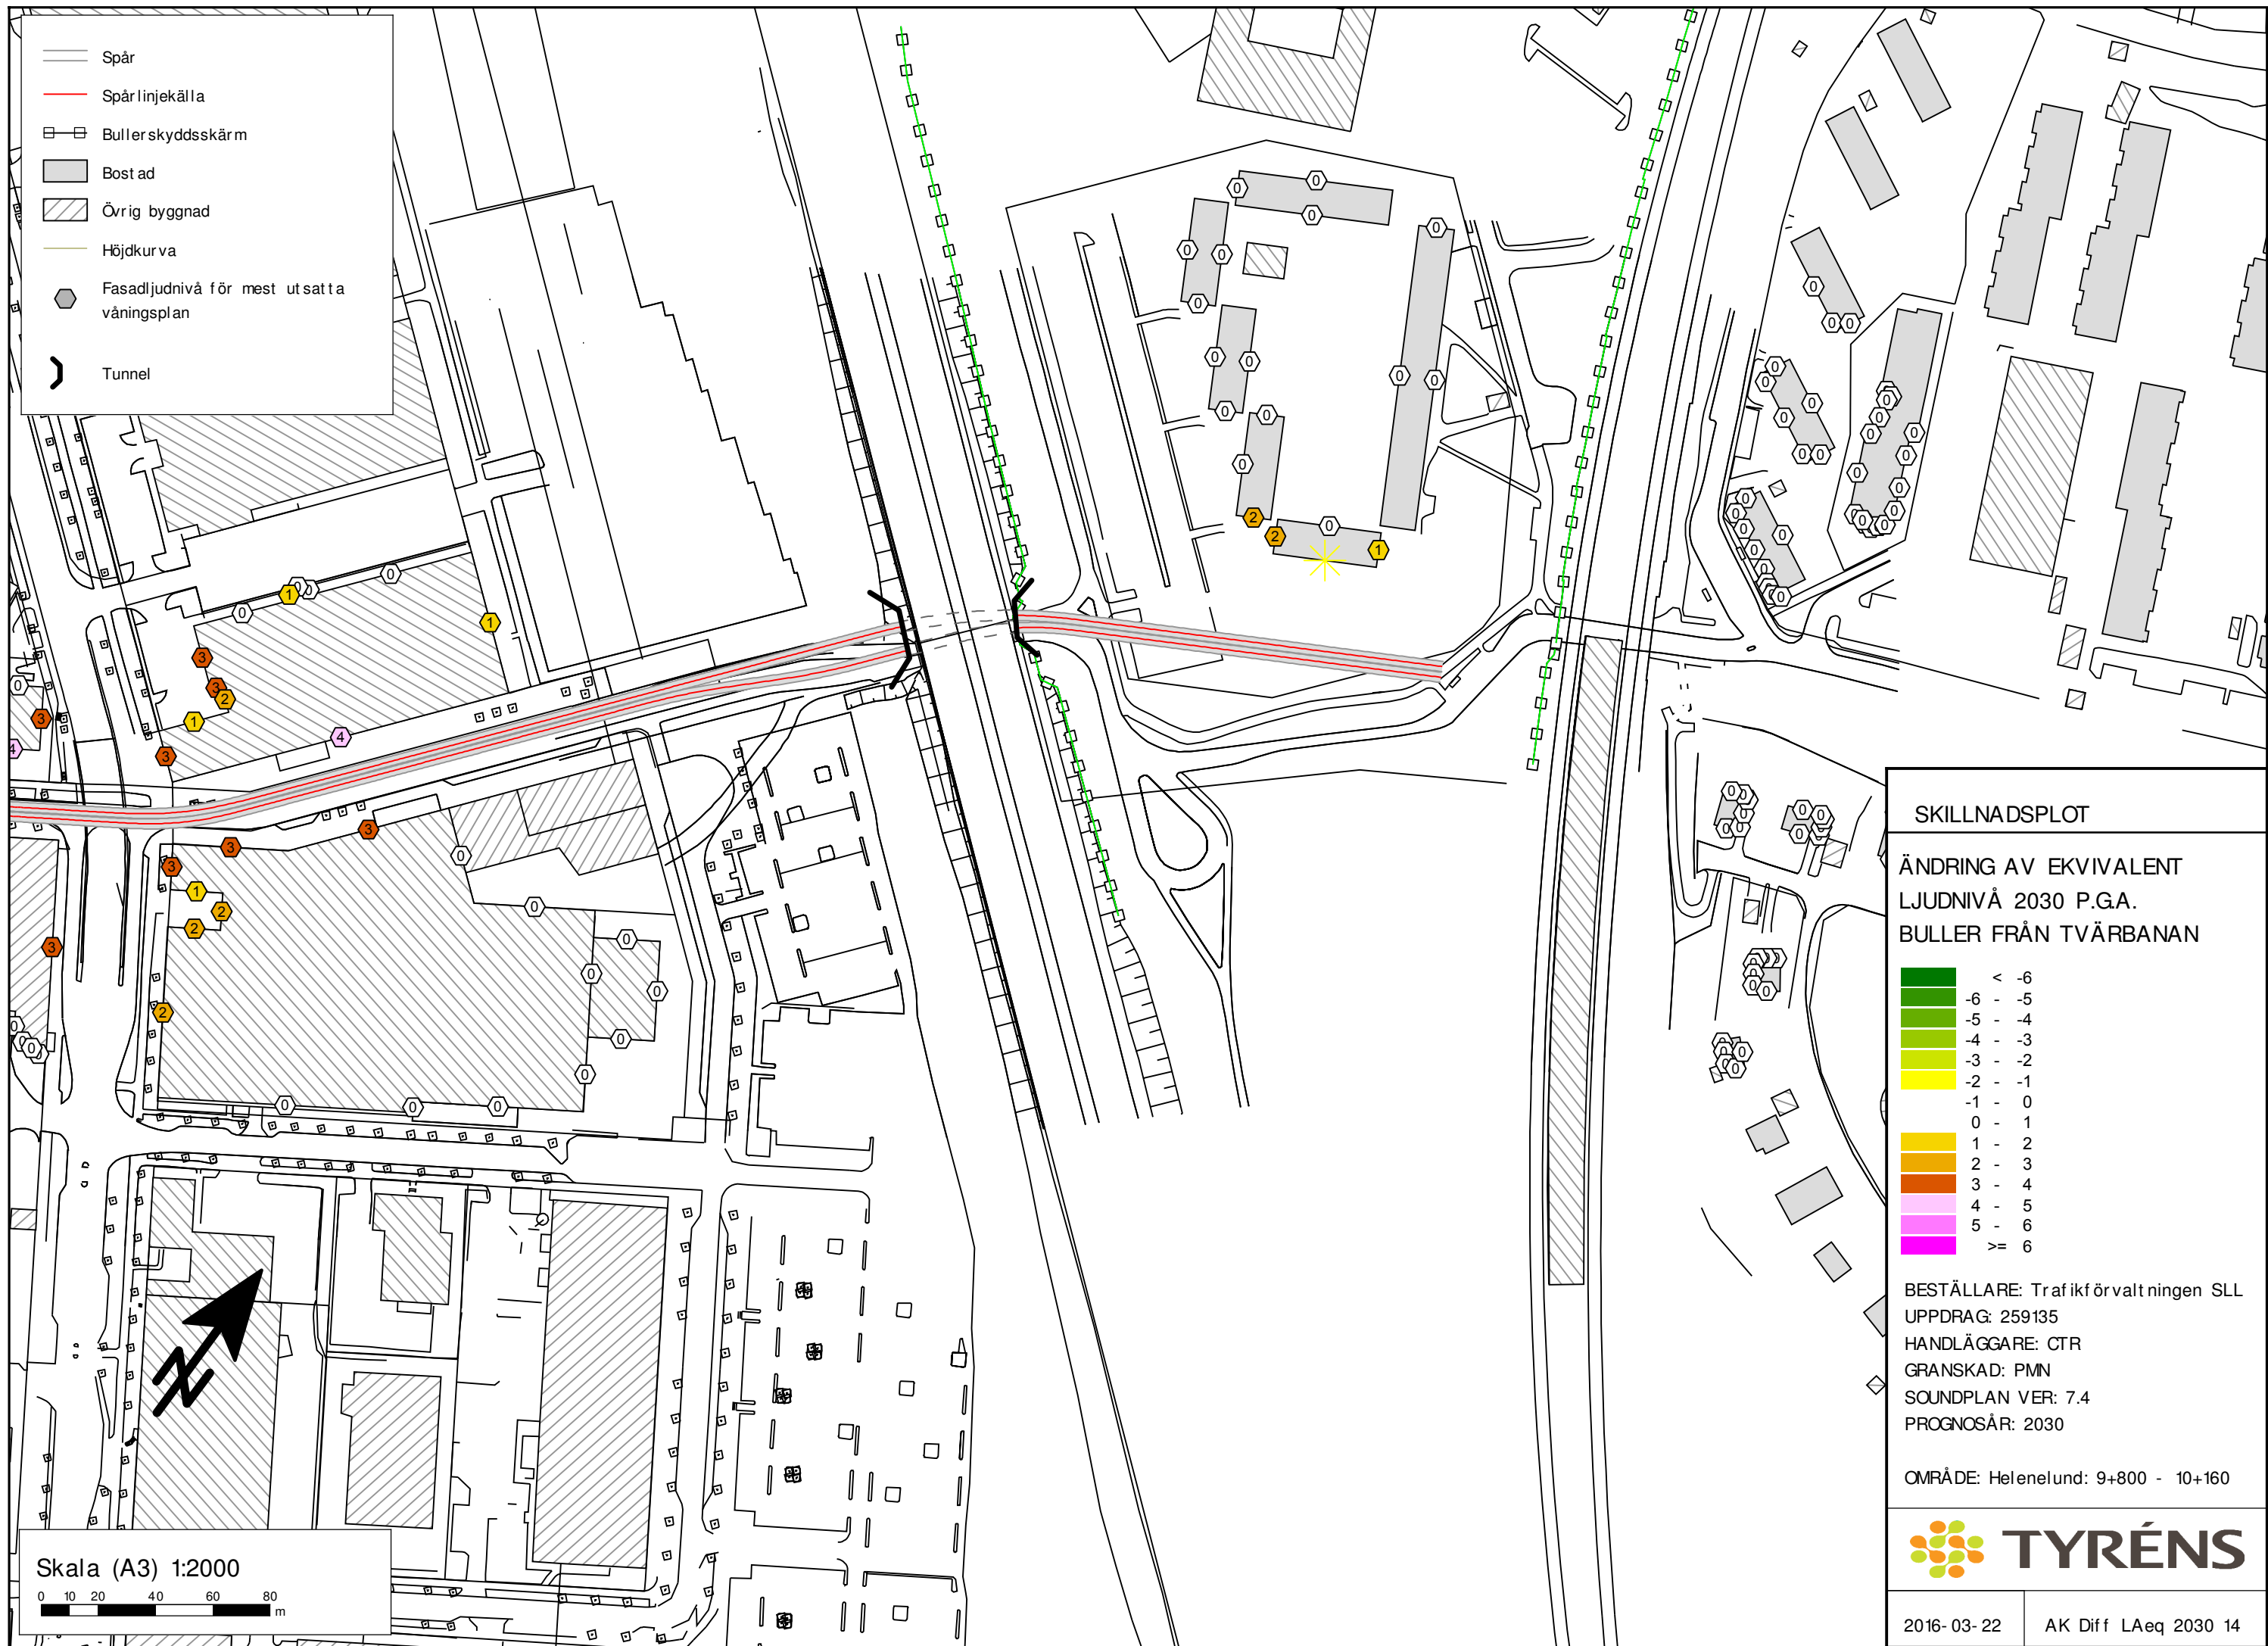 Spår
Spårlinjekälla
Bullerskyddsskärm
Bostad
Övrig byggnad
Höjdkurva
Fasadljudnivå för mest utsatta
våningsplan
Tunnel
Skala (A3) 1:2000
0 10 20 40 60 80
m
SKILLNADSPLOT
ÄNDRING AV EKVIVALENT
LJUDNIVÅ 2030 P.G.A.
BULLER FRÅN TVÄRBANAN
< -6
-6 - -5
-5 - -4
-4 - -3
-3 - -2
-2 - -1
-1 - 0
0 - 1
1 - 2
2 - 3
3 - 4
4 - 5
5 - 6
>= 6
BESTÄLLARE: Trafikförvaltningen SLL
UPPDRAG: 259135
HANDLÄGGARE: CTR
GRANSKAD: PMN
SOUNDPLAN VER: 7.4
PROGNOSÅR: 2030
OMRÅDE: Helenelund: 9+800 - 10+160
TYRÉNS
2016-03-22
AK Diff LAeq 2030 14